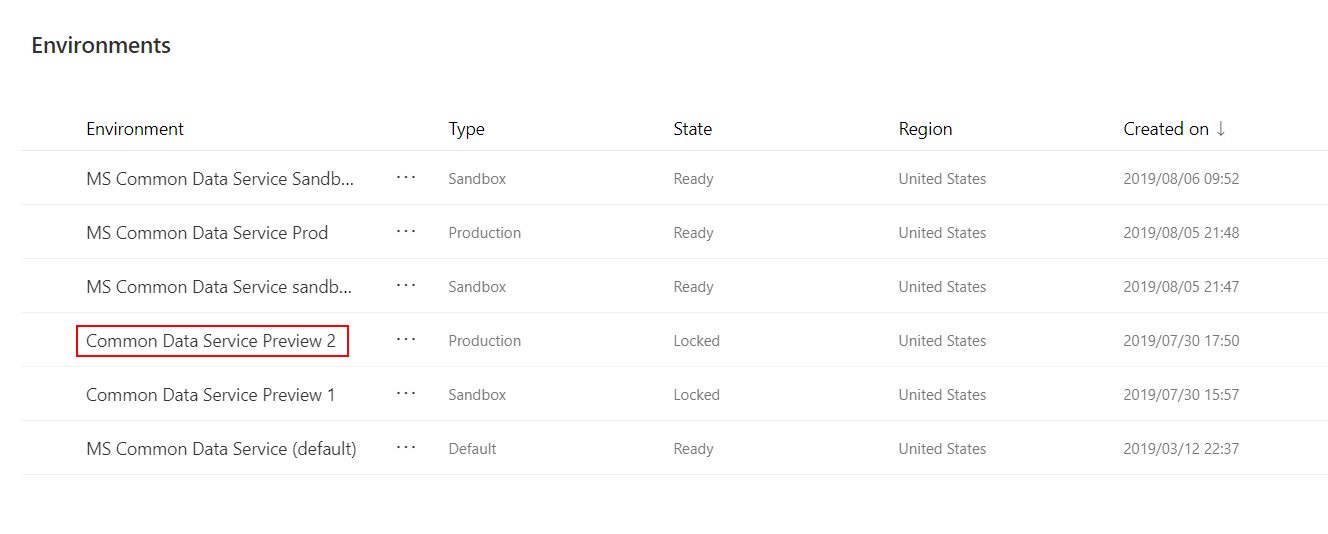 Environments
Environment Type State Region Created on ↓
MS Common Data Service Sandb... ... Sandbox Ready United States 2019/08/06 09:52
MS Common Data Service Prod ... Production Ready United States 2019/08/05 21:48
MS Common Data Service sandb... ... Sandbox Ready United States 2019/08/05 21:47
Common Data Service Preview 2 ... Production Locked United States 2019/07/30 17:50
Common Data Service Preview 1 ... Sandbox Locked United States 2019/07/30 15:57
MS Common Data Service (default) ... Default Ready United States 2019/03/12 22:37